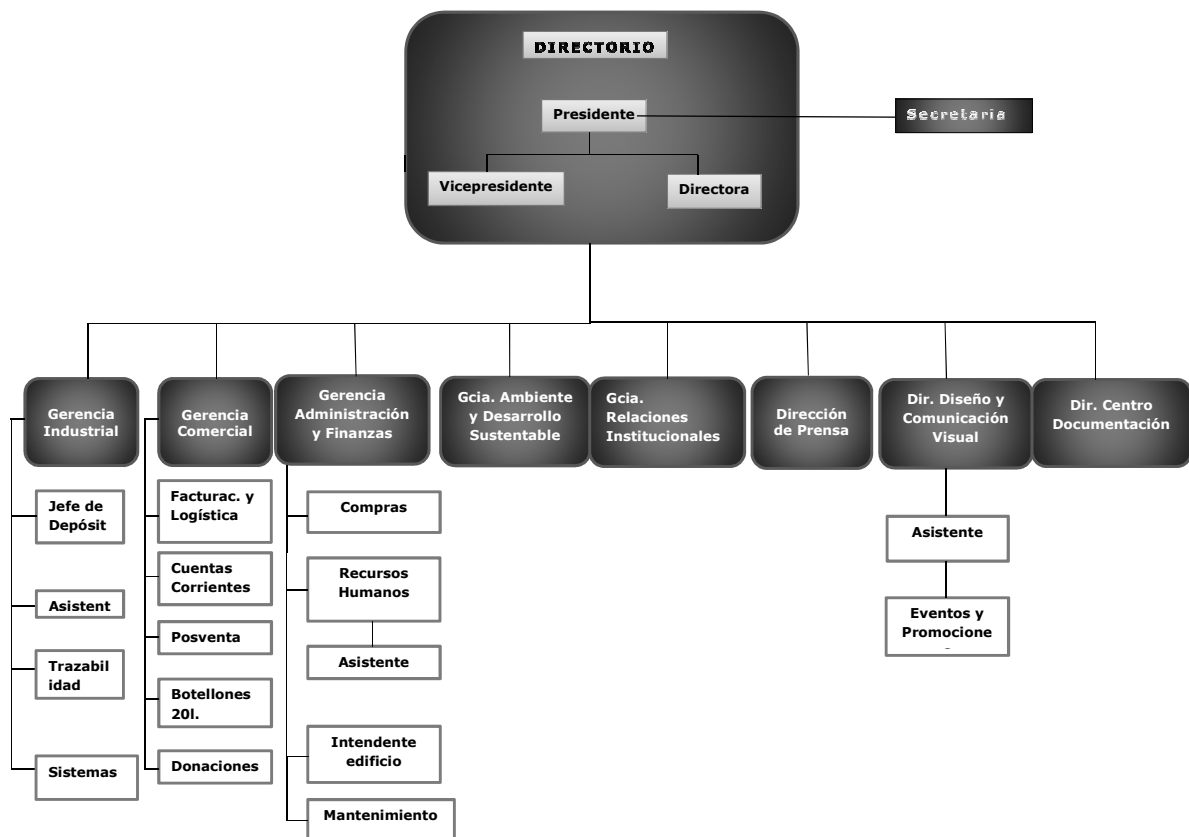 DIRECTORIO
Presidente
Secretaria
Vicepresidente
Directora
Gerencia
Industrial
Gerencia
Comercial
Gerencia
Administración
y Finanzas
Gcia. Ambiente
y Desarrollo
Sustentable
Gcia.
Relaciones
Institucionales
Dirección
de Prensa
Dir. Diseño y
Comunicación
Visual
Dir. Centro
Documentación
Jefe de
Depósit
Asistent
Trazabil
idad
Sistemas
Facturac. y
Logística
Cuentas
Corrientes
Posventa
Botellones
20l.
Donaciones
Compras
Recursos
Humanos
Asistente
Intendente
edificio
Mantenimiento
Asistente
Eventos y
Promocione